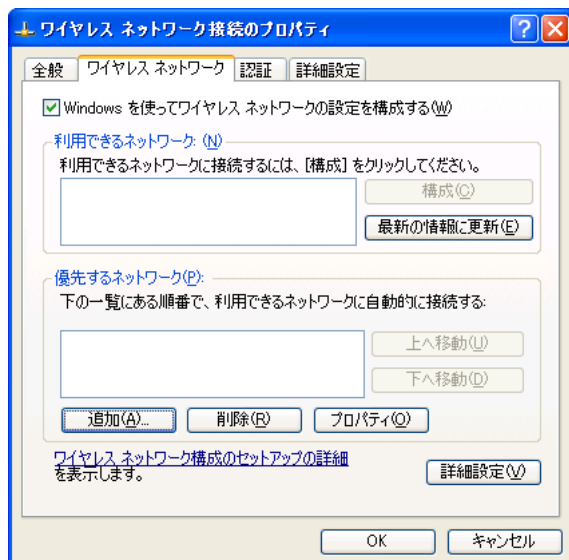 ワイヤレス ネットワーク接続のプロパティ
全般 ワイヤレス ネットワーク 認証 詳細設定
Windows を使ってワイヤレス ネットワークの設定を構成する(W)
利用できるネットワーク: (N)
利用できるネットワークに接続するには、[構成] をクリックしてください。
構成(C)
最新の情報に更新(E)
優先するネットワーク(P):
下の一覧にある順番で、利用できるネットワークに自動的に接続する:
上へ移動(U)
下へ移動(D)
追加(A)... 削除(R) プロパティ(O)
ワイヤレス ネットワーク構成のセットアップの詳細
を表示します。
詳細設定(V)
OK キャンセル